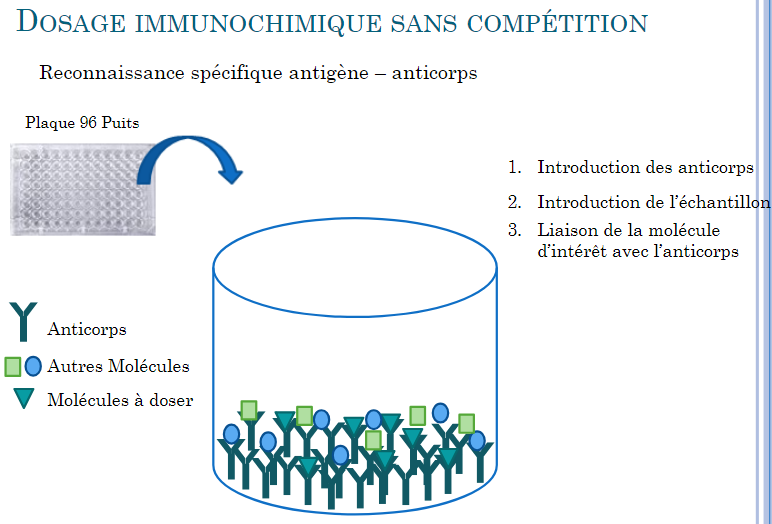 Dosage immunochimique sans compétition
Reconnaissance spécifique antigène – anticorps
Plaque 96 Puits
1. Introduction des anticorps
2. Introduction de l’échantillon
3. Liaison de la molécule
d’intérêt avec l’anticorps
Anticorps
Autres Molécules
Molécules à doser